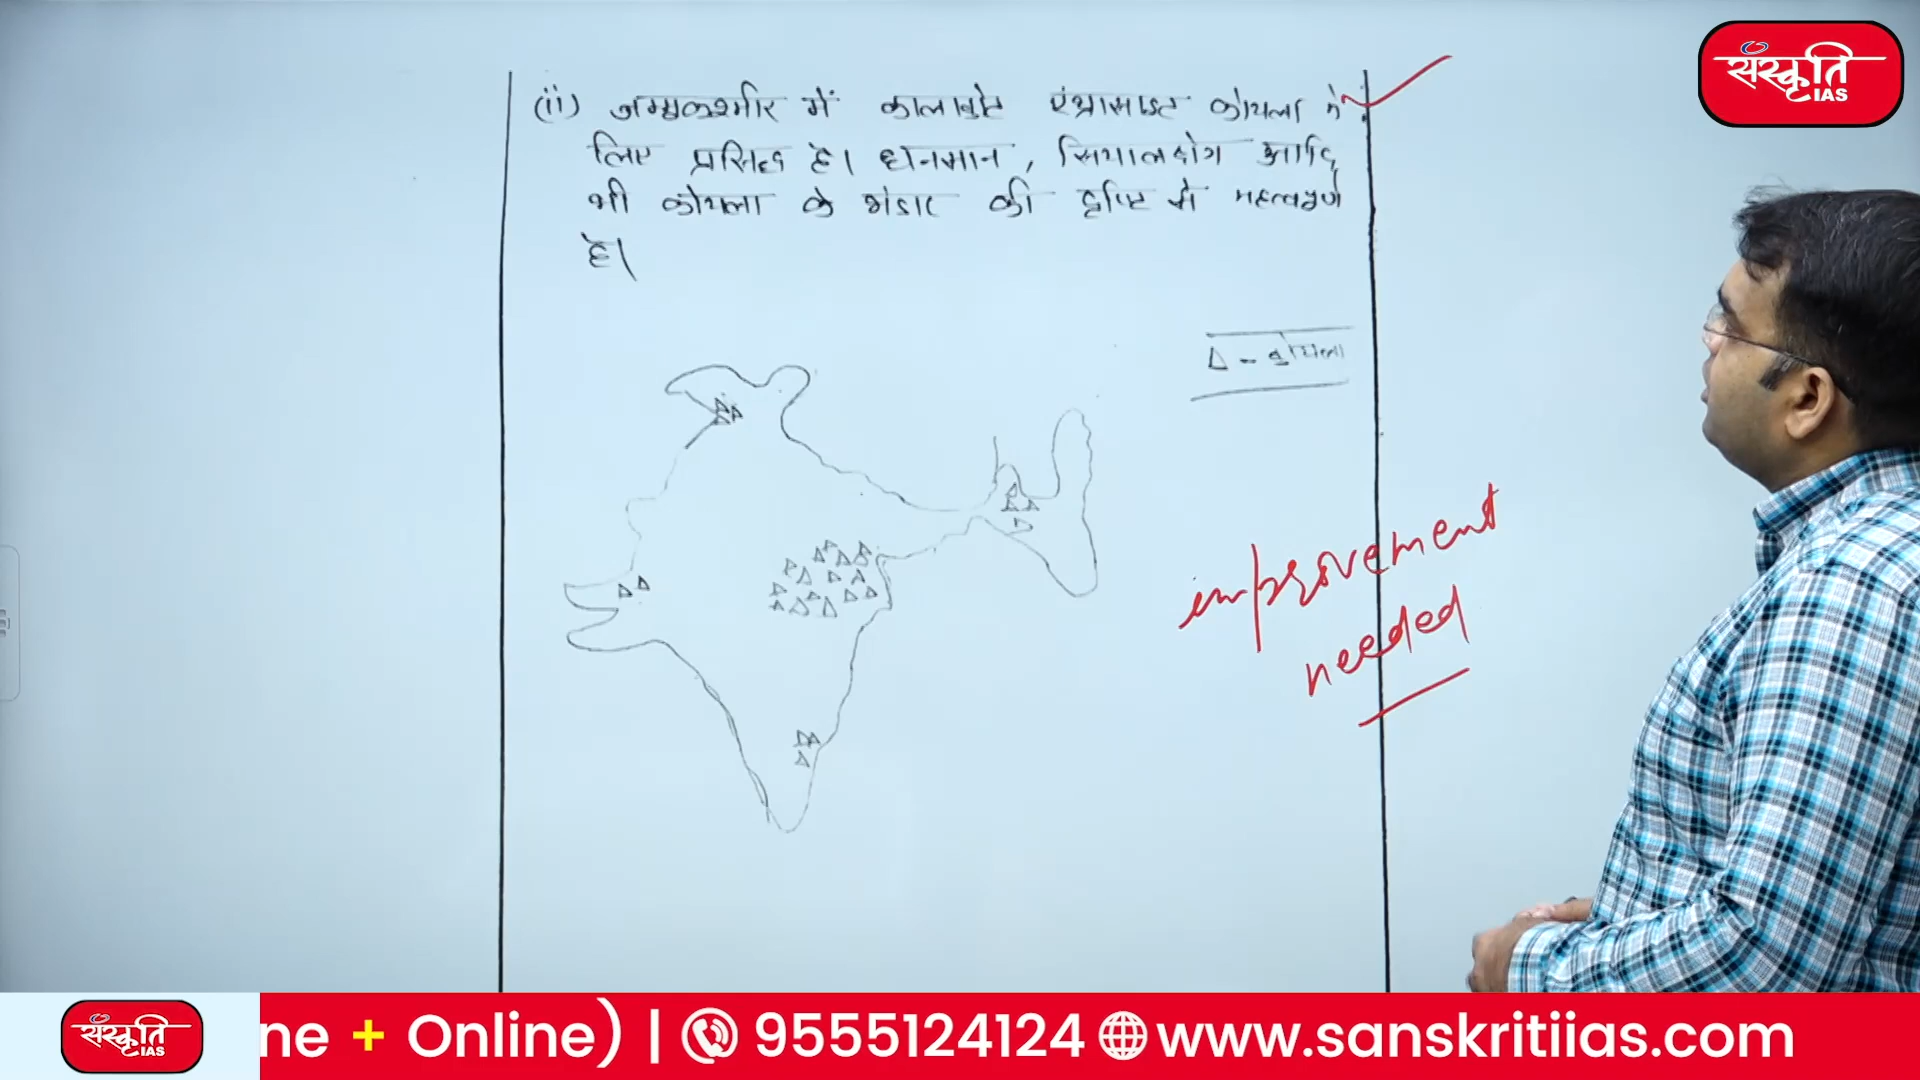 संस्कृति
IAS
(ii) जम्मुकश्मीर में कालाकोट एंथ्रासाइट कोयला के
लिए प्रसिद्ध है। धनसान, सियालदोग आदि
भी कोयला के भंडार की दृष्टि से महत्वपूर्ण
है।
Δ - कोयला
improvement
needed
संस्कृति
IAS
ne + Online) | 9555124124 www.sanskritiias.com